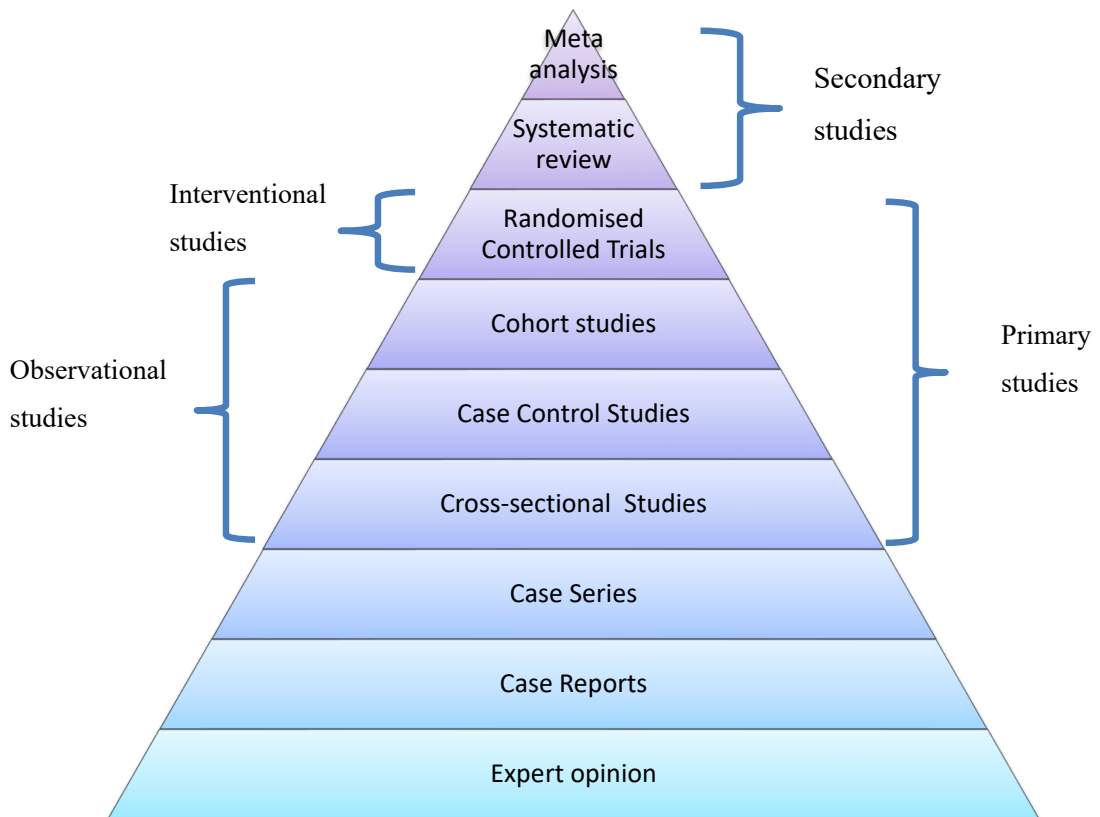 Meta
analysis
Secondary
studies
Systematic
review
Interventional
studies
Randomised
Controlled Trials
Cohort studies
Primary
studies
Observational
studies
Case Control Studies
Cross-sectional  Studies
Case Series
Case Reports
Expert opinion